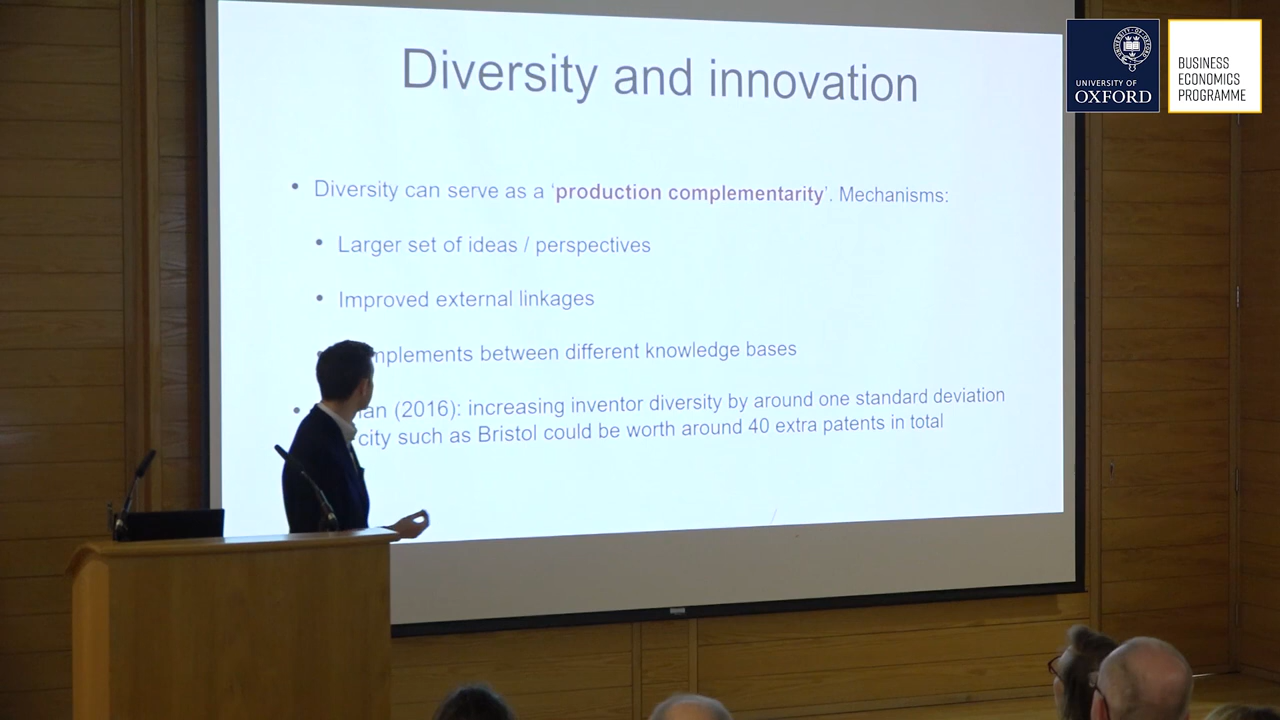 Diversity and innovation
UNIVERSITY OF
OXFORD
BUSINESS
ECONOMICS
PROGRAMME
• Diversity can serve as a ‘production complementarity’. Mechanisms:
• Larger set of ideas / perspectives
• Improved external linkages
between different knowledge bases
• (2016): increasing inventor diversity by around one standard deviation
city such as Bristol could be worth around 40 extra patents in total